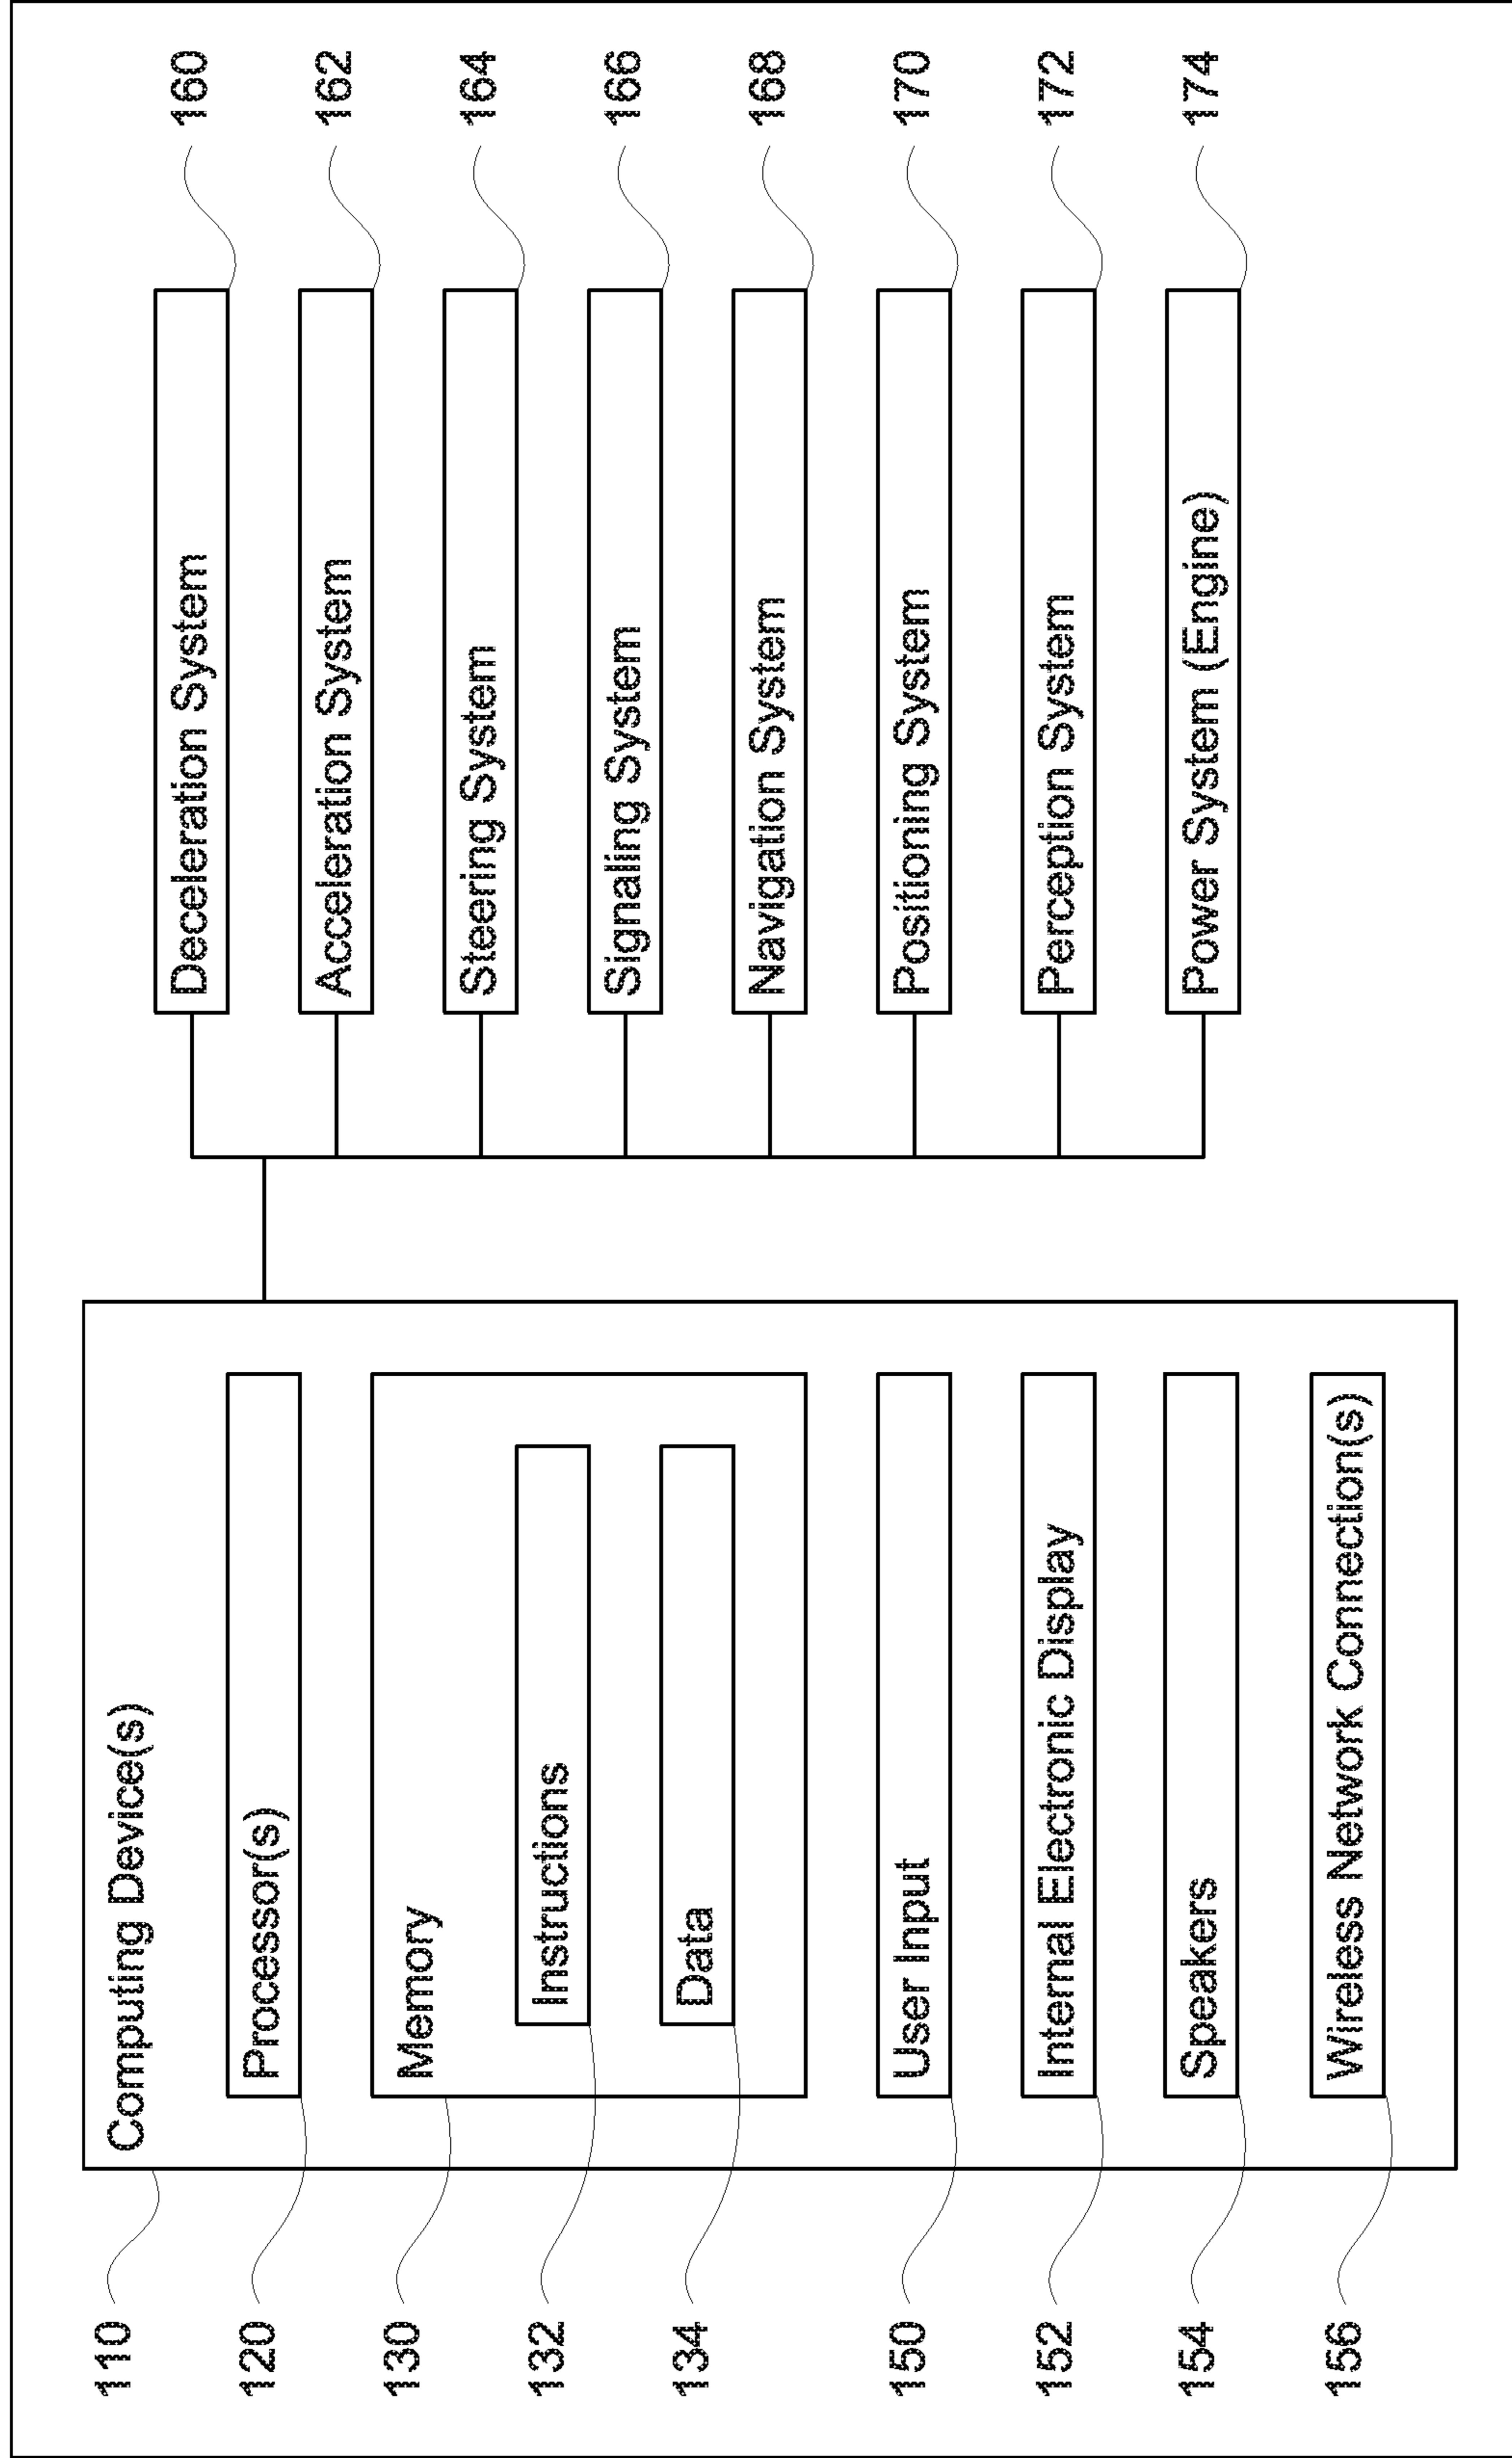 110
Computing Device(s)
120
Processor(s)
130
Memory
132
Instructions
134
Data
150
User Input
152
Internal Electronic Display
154
Speakers
156
Wireless Network Connection(s)
Deceleration System
160
Acceleration System
162
Steering System
164
Signaling System
166
Navigation System
168
Positioning System
170
Perception System
172
Power System (Engine)
174